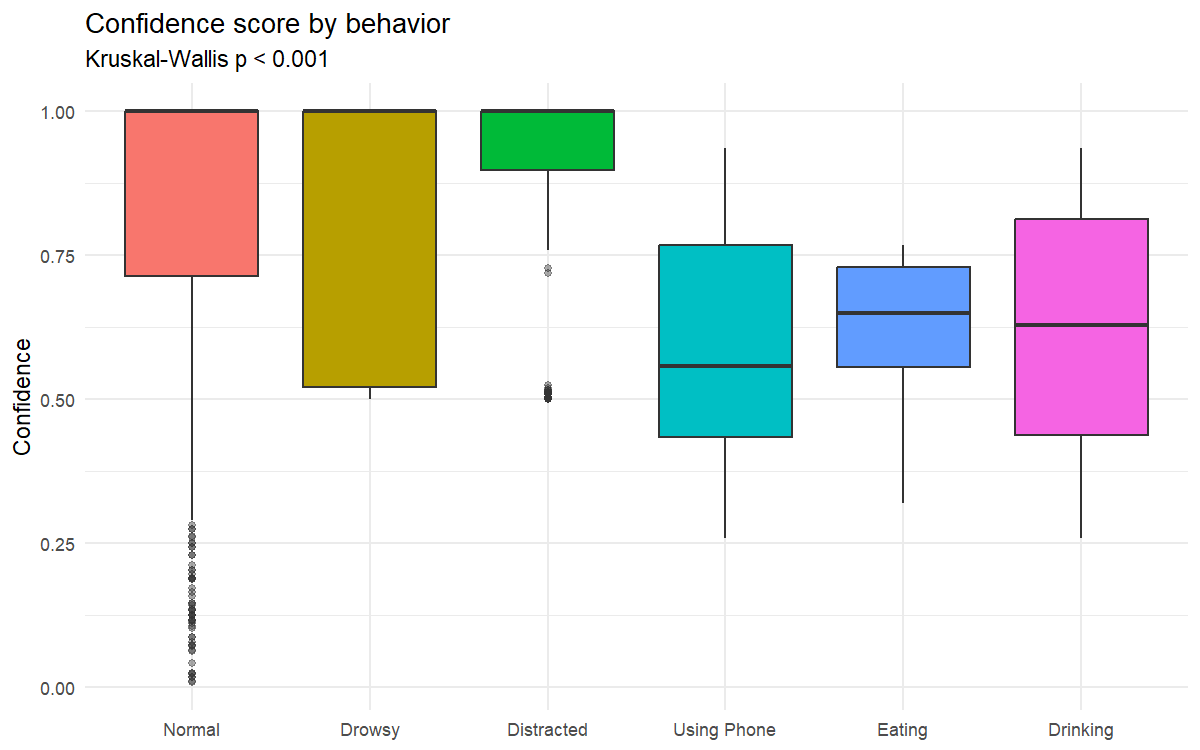 Confidence score by behavior
Kruskal-Wallis p < 0.001
Confidence
1.00
0.75
0.50
0.25
0.00
Normal Drowsy Distracted Using Phone Eating Drinking